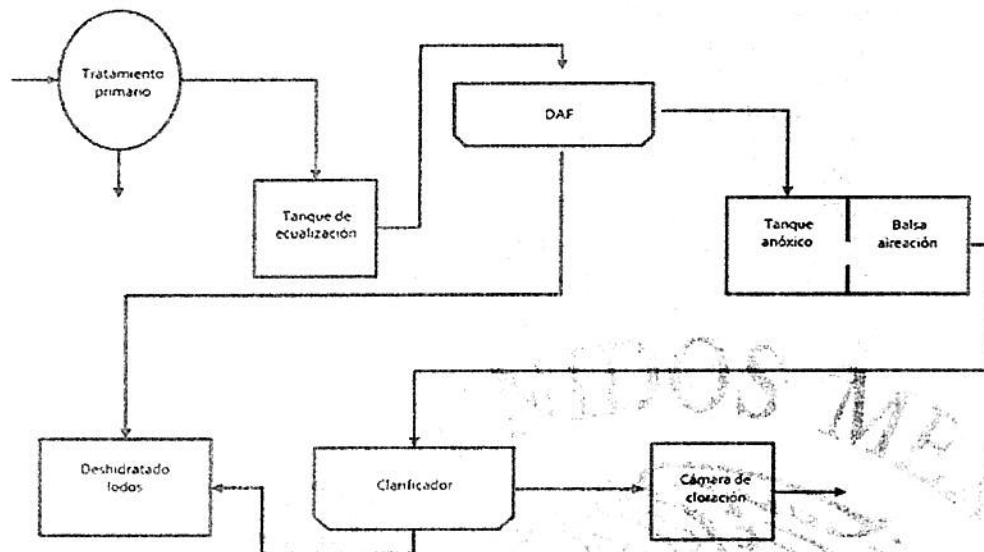 Tratamiento
primario
DAF
Tanque de
ecualización
Tanque
anóxico
Balsa
aireación
Deshidratado
lodos
Clarificador
Cámara de
cloración